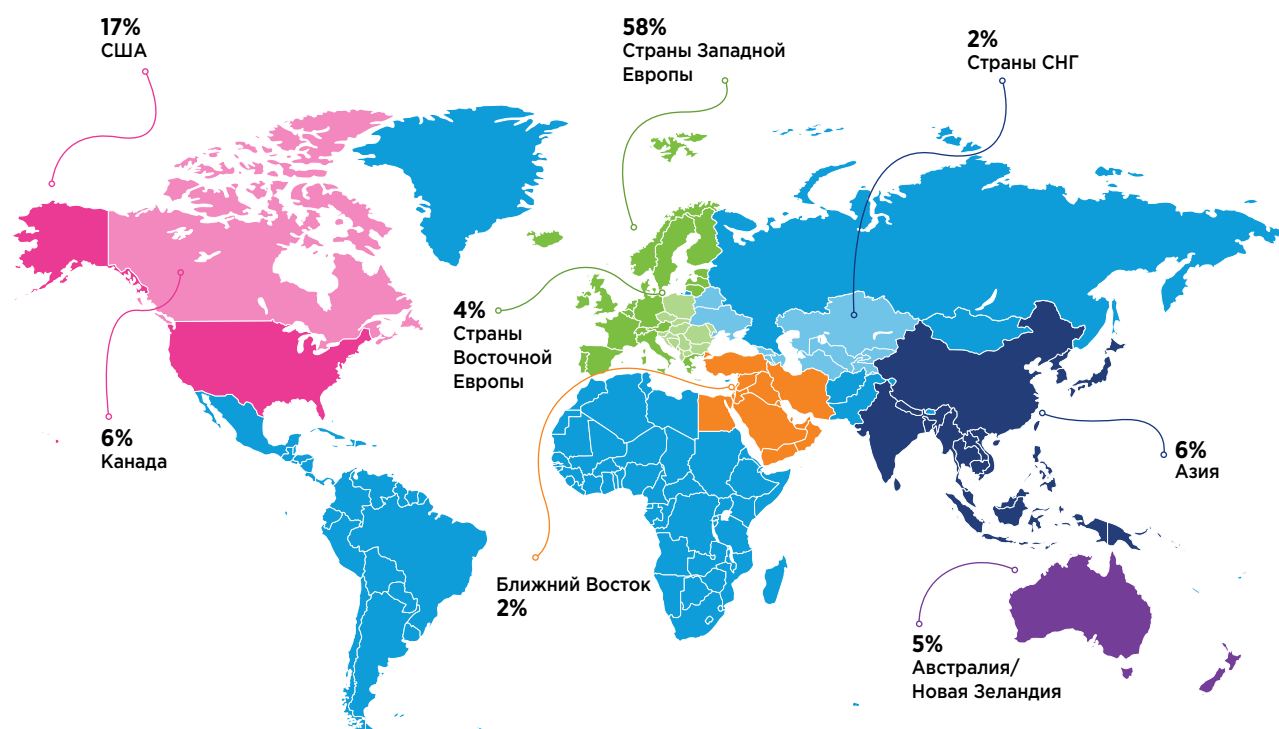 17%
США
58%
Страны Западной
Европы
2%
Страны СНГ
4%
Страны
Восточной
Европы
6%
Канада
6%
Азия
Ближний Восток
2%
5%
Австралия/
Новая Зеландия